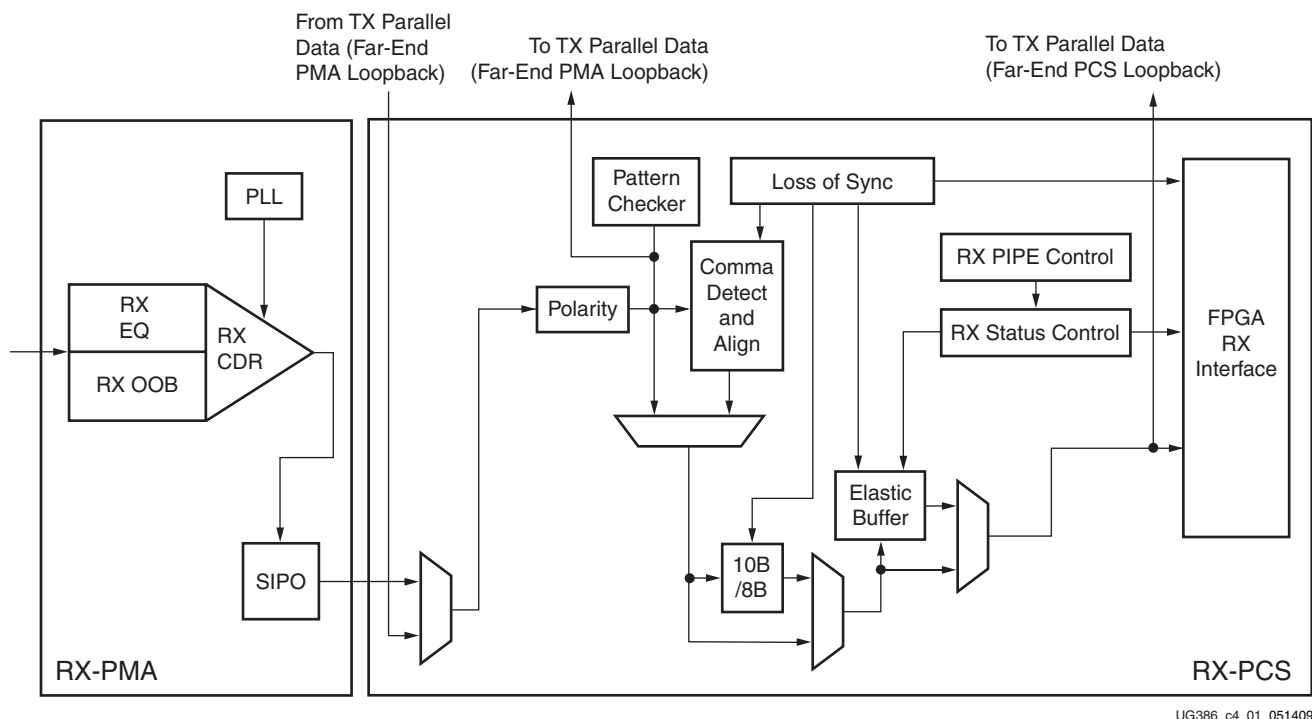 From TX Parallel
Data (Far-End
PMA Loopback)
To TX Parallel Data
(Far-End PMA Loopback)
To TX Parallel Data
(Far-End PCS Loopback)
Pattern
Checker
Loss of Sync
PLL
RX PIPE Control
Comma
Detect
and
Align
RX
EQ
RX
CDR
RX OOB
Polarity
RX Status Control
FPGA
RX
Interface
Elastic
Buffer
SIPO
10B
/8B
RX-PMA
RX-PCS
UG386_c4_01_051409